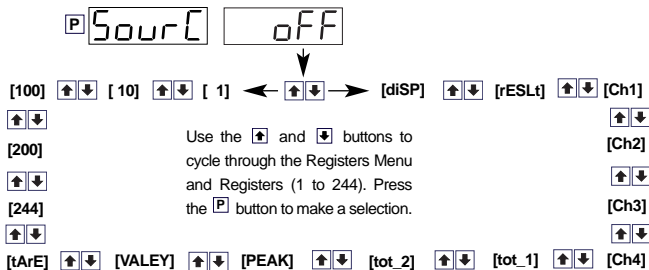 P SourC oFF
[100] [ 10] [ 1] [diSP] [rESLt] [Ch1]
[200] [Ch2]
[244] [Ch3]
Use the and buttons to
cycle through the Registers Menu
and Registers (1 to 244). Press
the P button to make a selection.
[tArE] [VALEY] [PEAK] [tot_2] [tot_1] [Ch4]